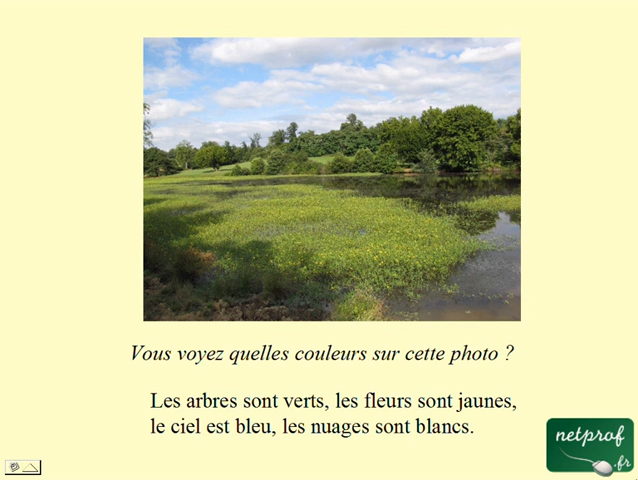 Vous voyez quelles couleurs sur cette photo ?
Les arbres sont verts, les fleurs sont jaunes,
le ciel est bleu, les nuages sont blancs.
netprof
.fr